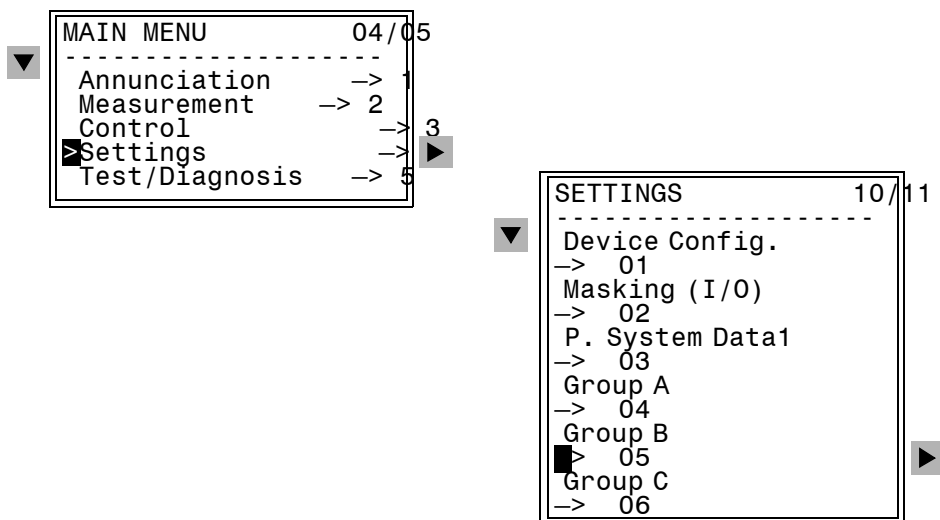 MAIN MENU 04/05
---------------------
Annunciation —> 1
Measurement —> 2
Control —> 3
>Settings —>
Test/Diagnosis —> 5
SETTINGS 10/11
---------------------
Device Config.
—> 01
Masking (I/O)
—> 02
P. System Data1
—> 03
Group A
—> 04
Group B
> 05
Group C
—> 06